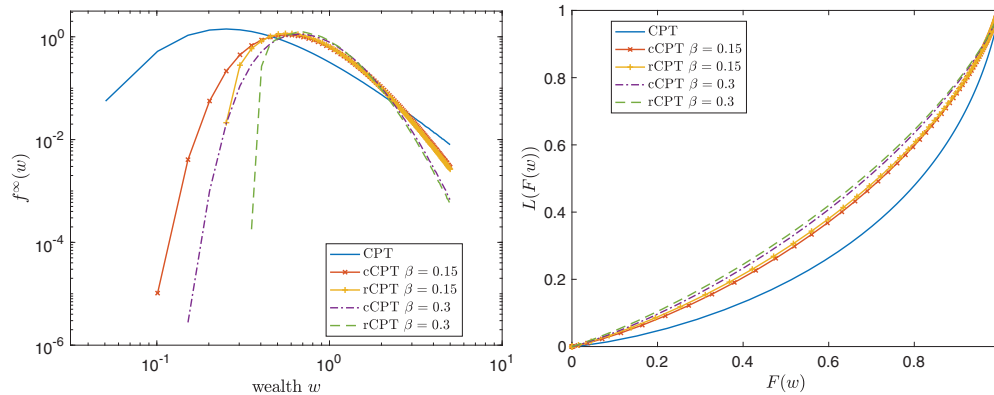 10^0
10^-2
10^-4
10^-6
f^∞(w)
CPT
cCPT β = 0.15
rCPT β = 0.15
cCPT β = 0.3
rCPT β = 0.3
10^-1
10^0
10^1
wealth w
1
0.8
0.6
0.4
0.2
0
L(F(w))
CPT
cCPT β = 0.15
rCPT β = 0.15
cCPT β = 0.3
rCPT β = 0.3
0
0.2
0.4
0.6
0.8
F(w)